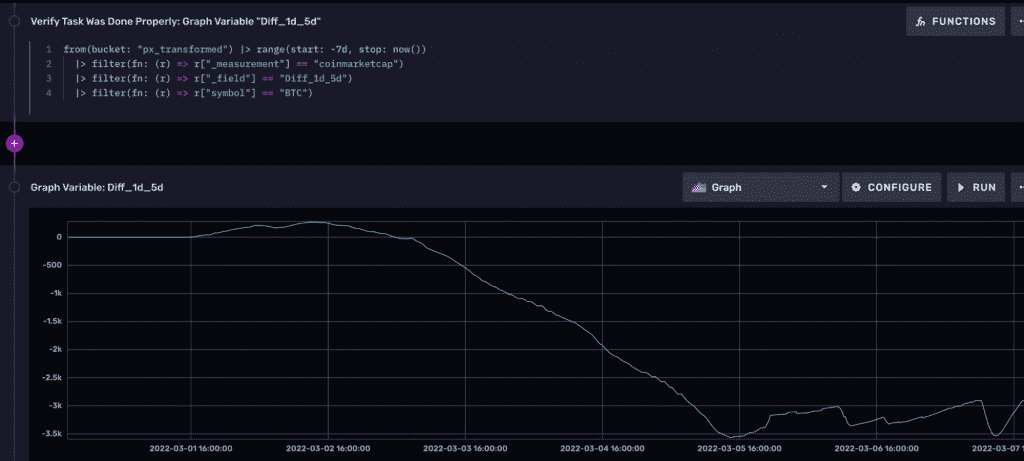 Verify Task Was Done Properly: Graph Variable "Diff_1d_5d"
FUNCTIONS
1 from(bucket: "px_transformed") |> range(start: -7d, stop: now())
2 |> filter(fn: (r) => r["_measurement"] == "coinmarketcap")
3 |> filter(fn: (r) => r["_field"] == "Diff_1d_5d")
4 |> filter(fn: (r) => r["symbol"] == "BTC")
Graph Variable: Diff_1d_5d
Graph
CONFIGURE
RUN
0
-500
-1k
-1.5k
-2k
-2.5k
-3k
-3.5k
2022-03-01 16:00:00 2022-03-02 16:00:00 2022-03-03 16:00:00 2022-03-04 16:00:00 2022-03-05 16:00:00 2022-03-06 16:00:00 2022-03-07 1